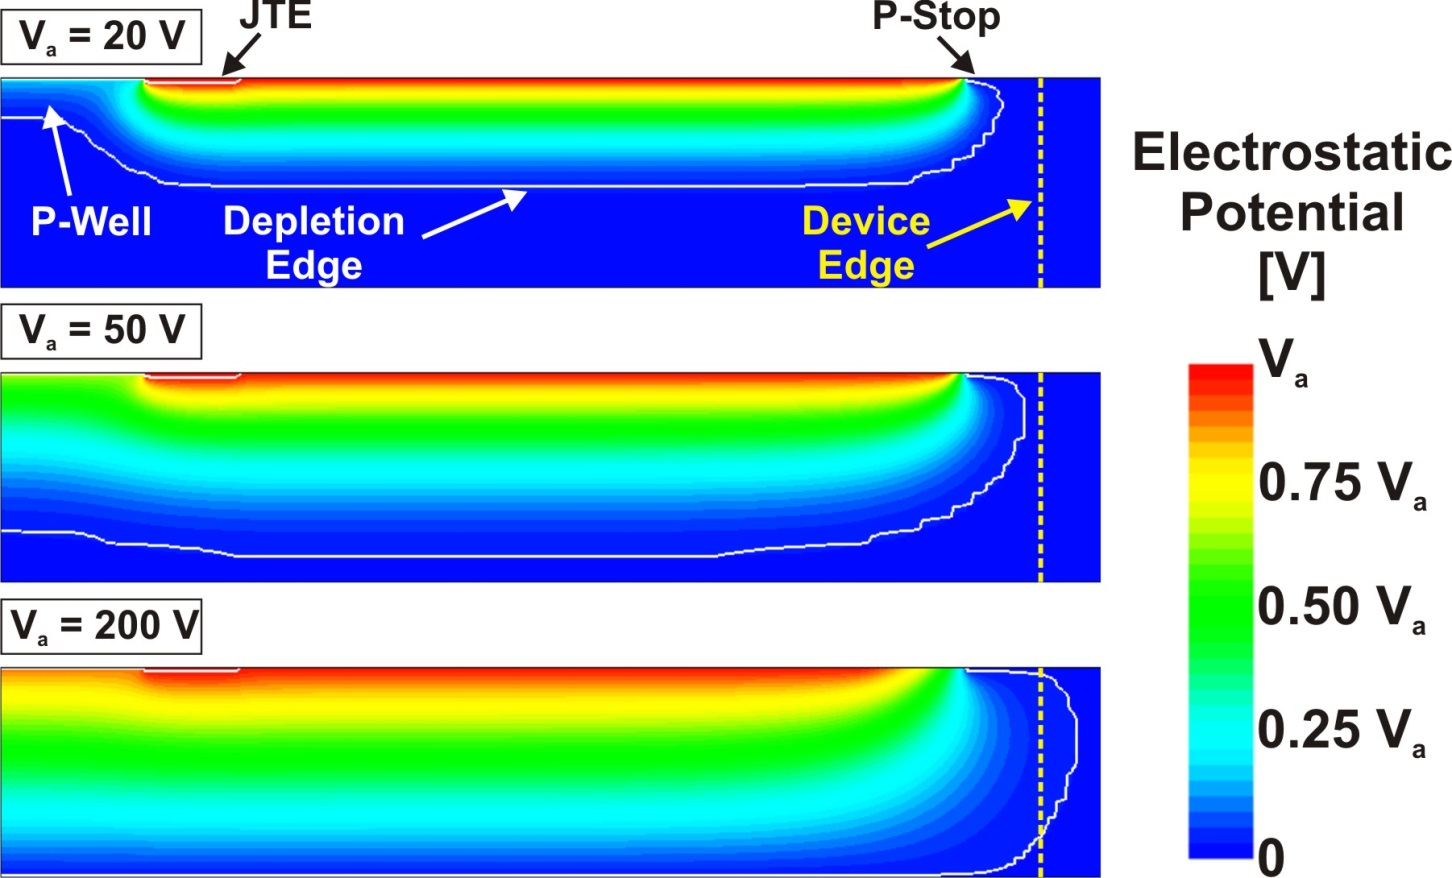 Va = 20 V
JTE
P-Stop
P-Well
Depletion
Edge
Device
Edge
Va = 50 V
Va = 200 V
Electrostatic
Potential
[V]
Va
0.75 Va
0.50 Va
0.25 Va
0